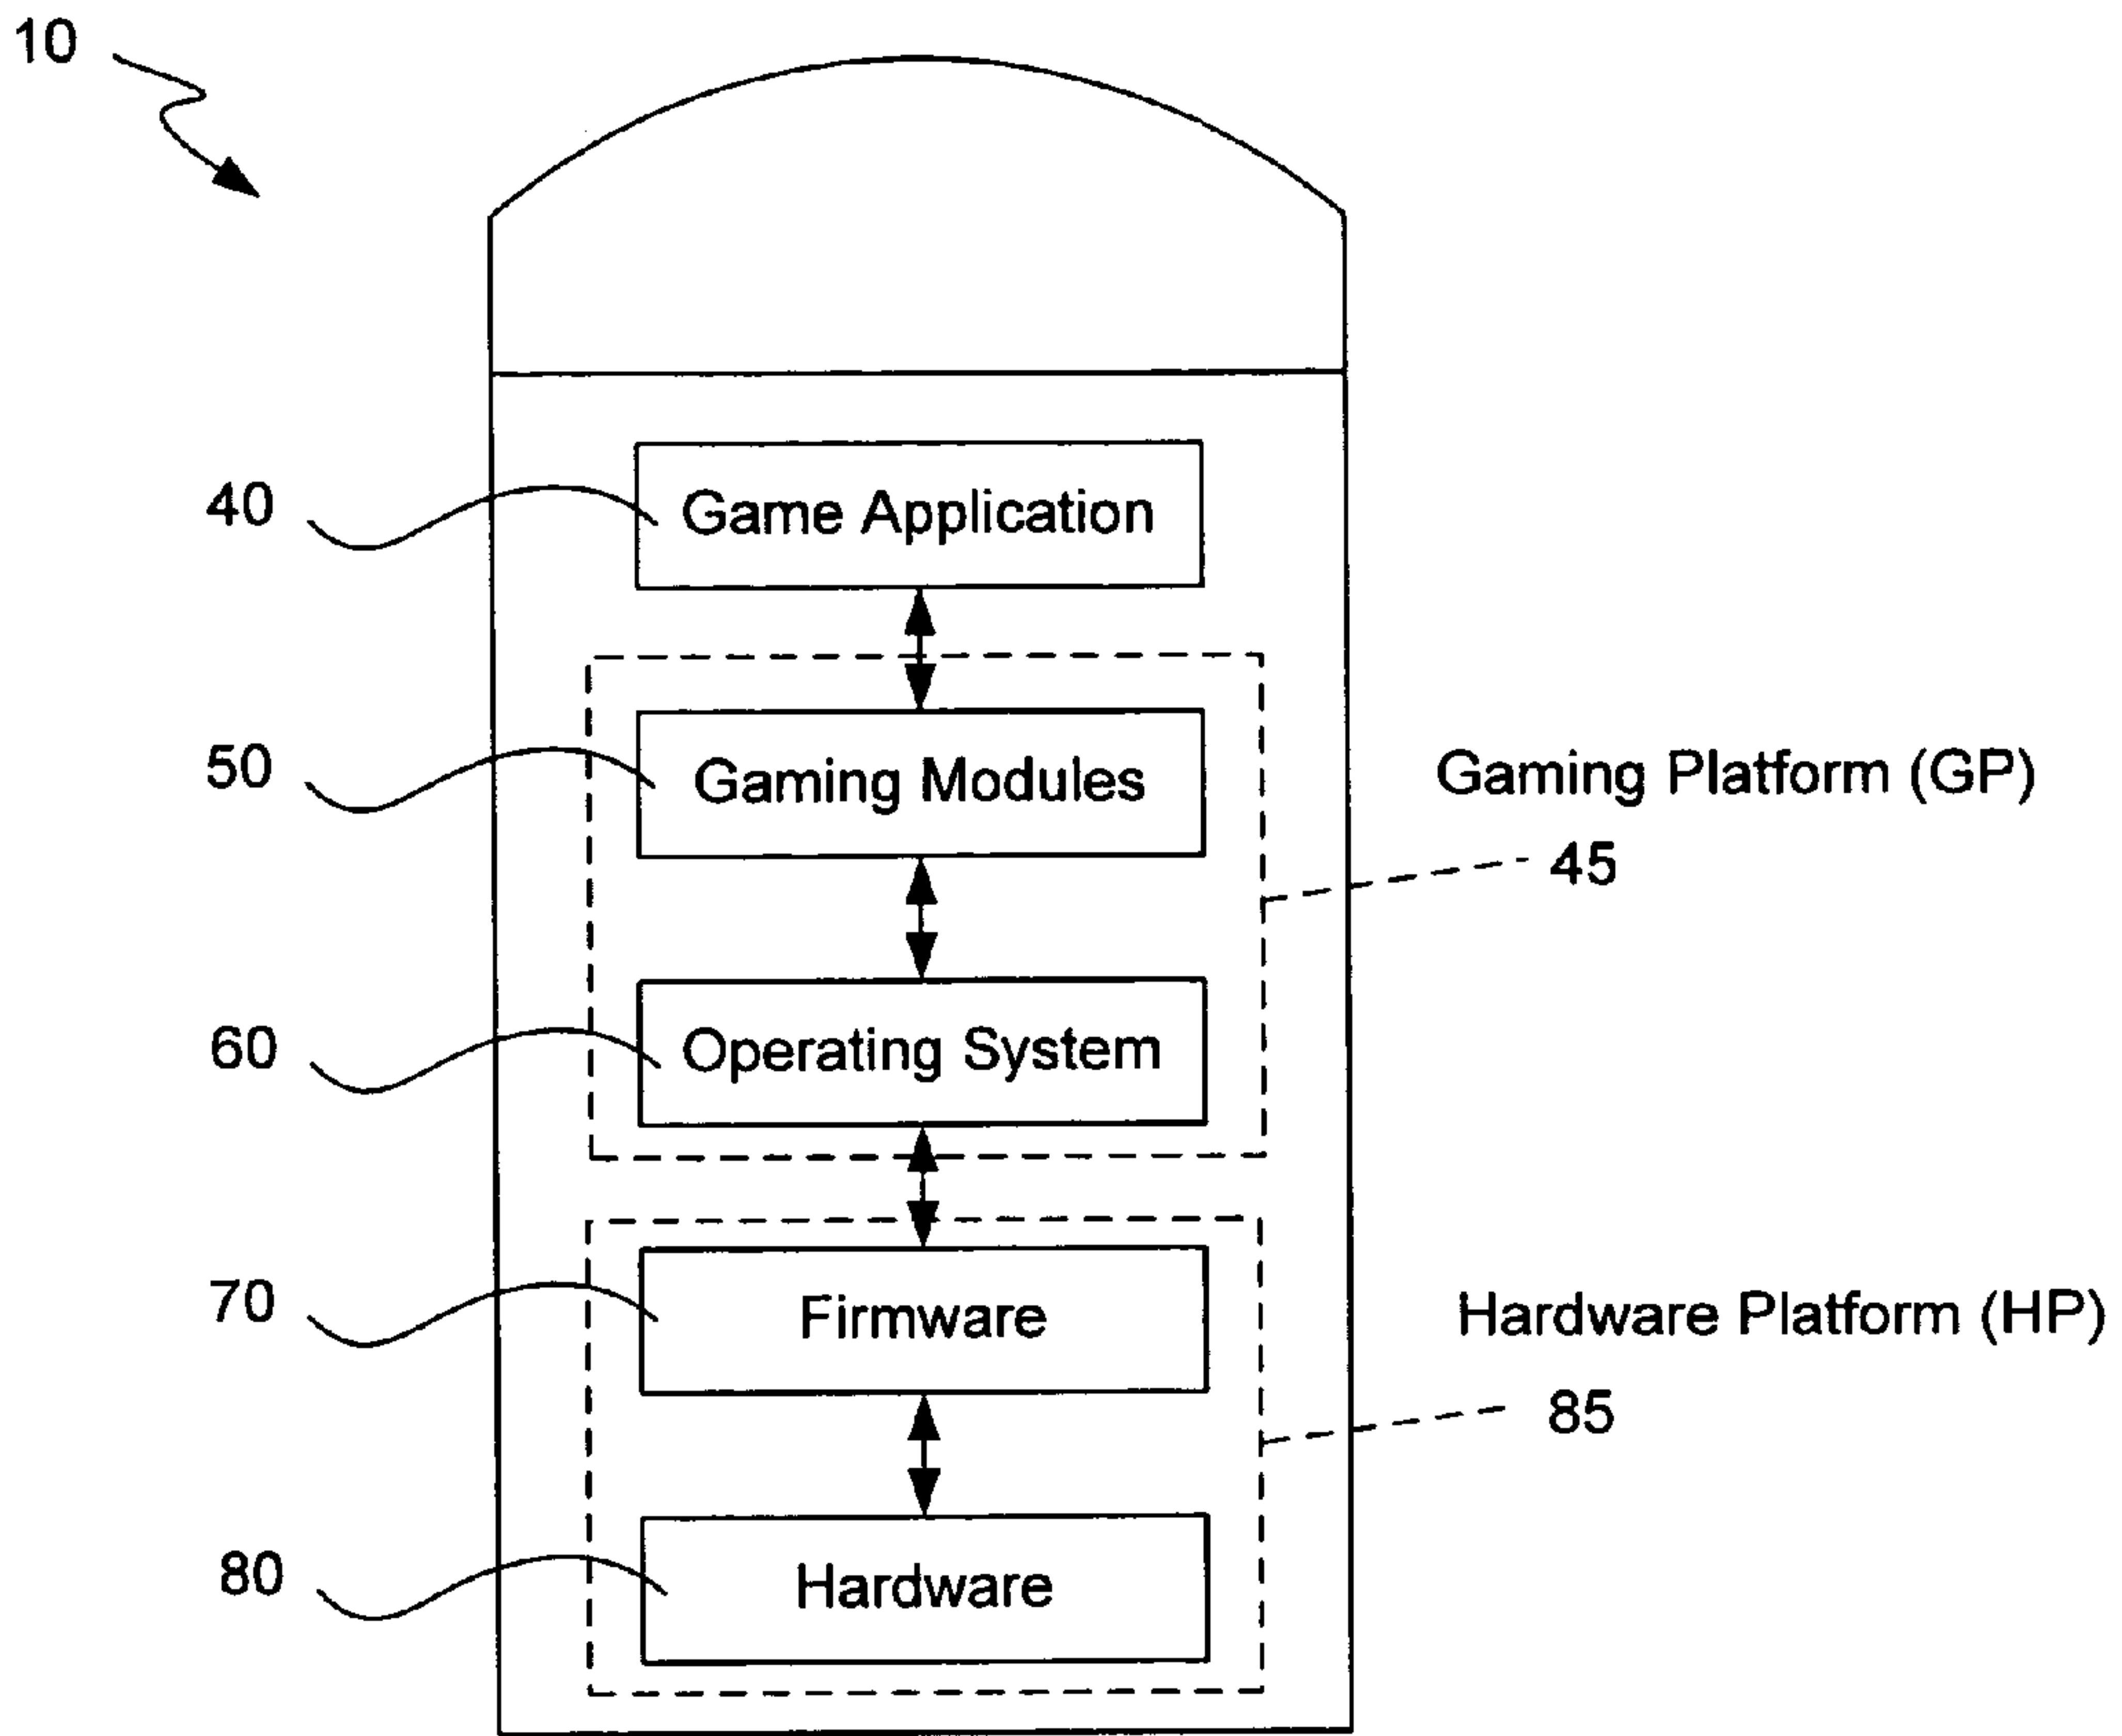 10
40
Game Application
50
Gaming Modules
Gaming Platform (GP)
45
60
Operating System
70
Firmware
Hardware Platform (HP)
85
80
Hardware